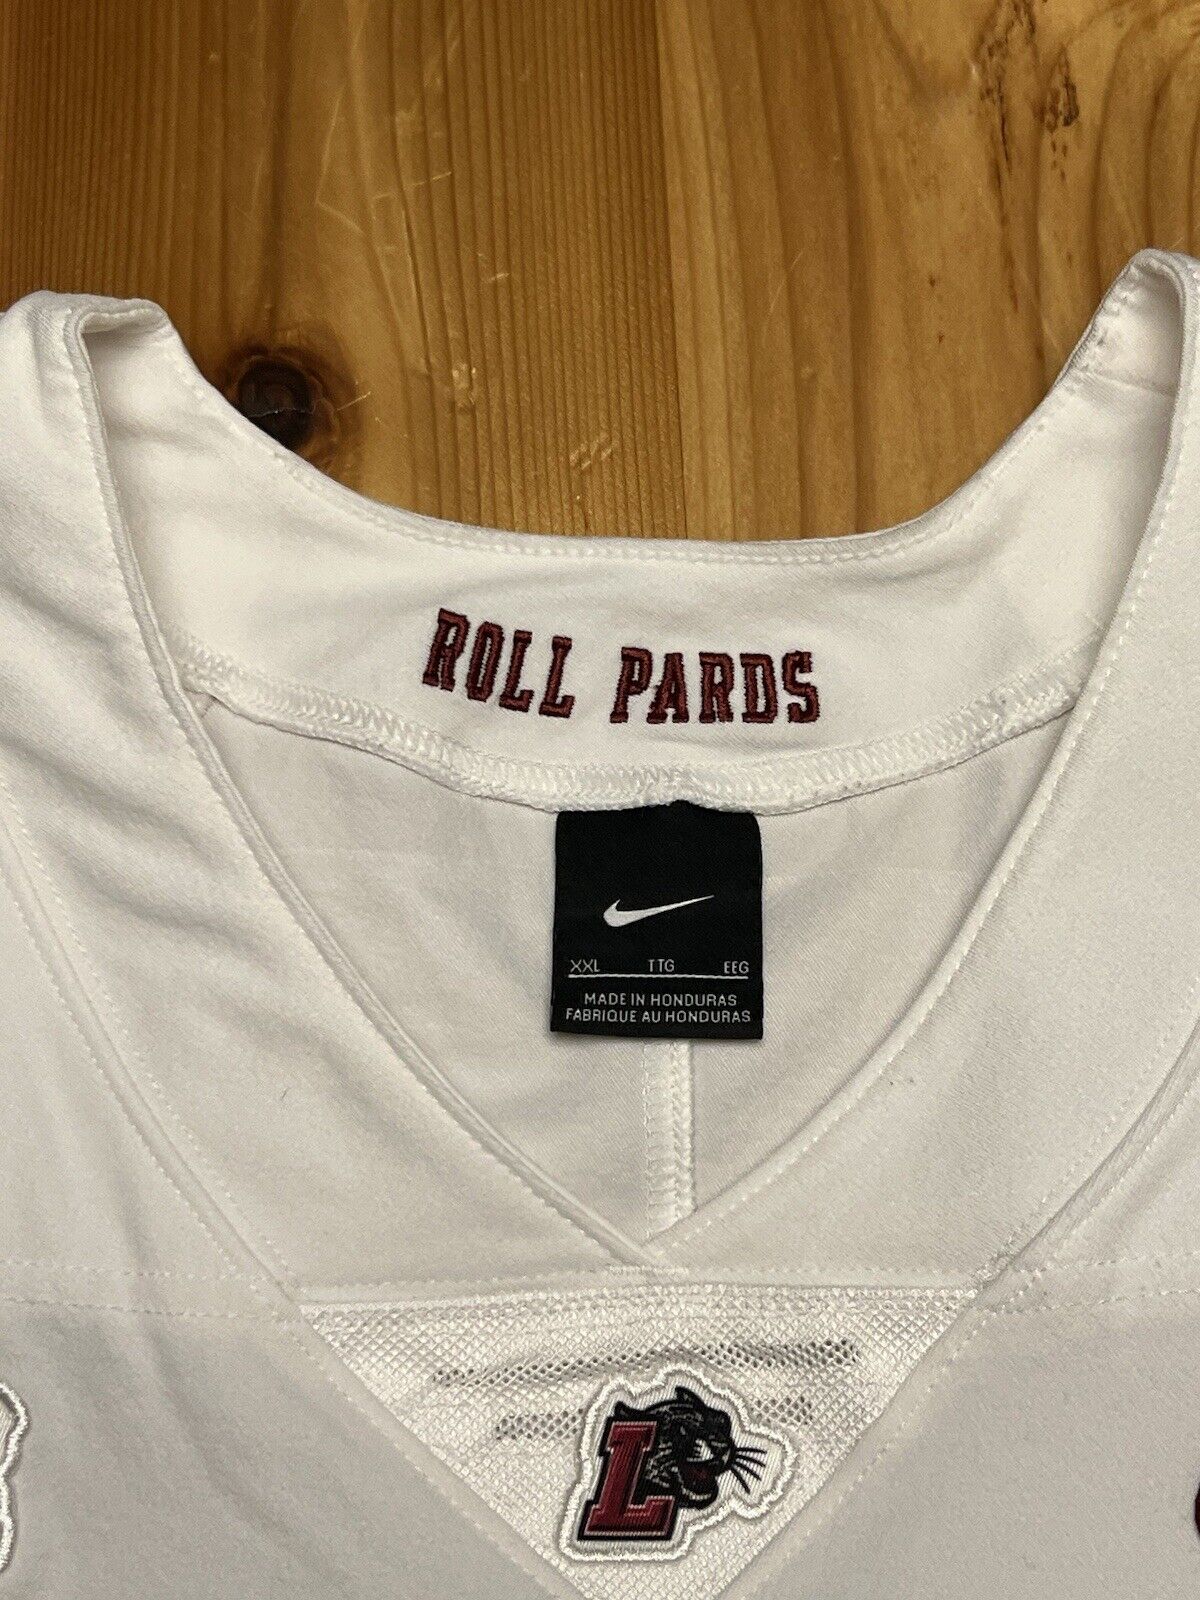 ROLL PARDS
XXL TTG EEG
MADE IN HONDURAS
FABRIQUE AU HONDURAS
L